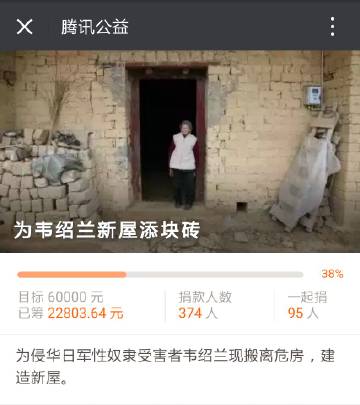 腾讯公益
为韦绍兰新屋添块砖
38%
目标 60000 元
已筹 22803.64 元
捐款人数
374 人
一起捐
95 人
为侵华日军性奴隶受害者韦绍兰现搬离危房，建
造新屋。